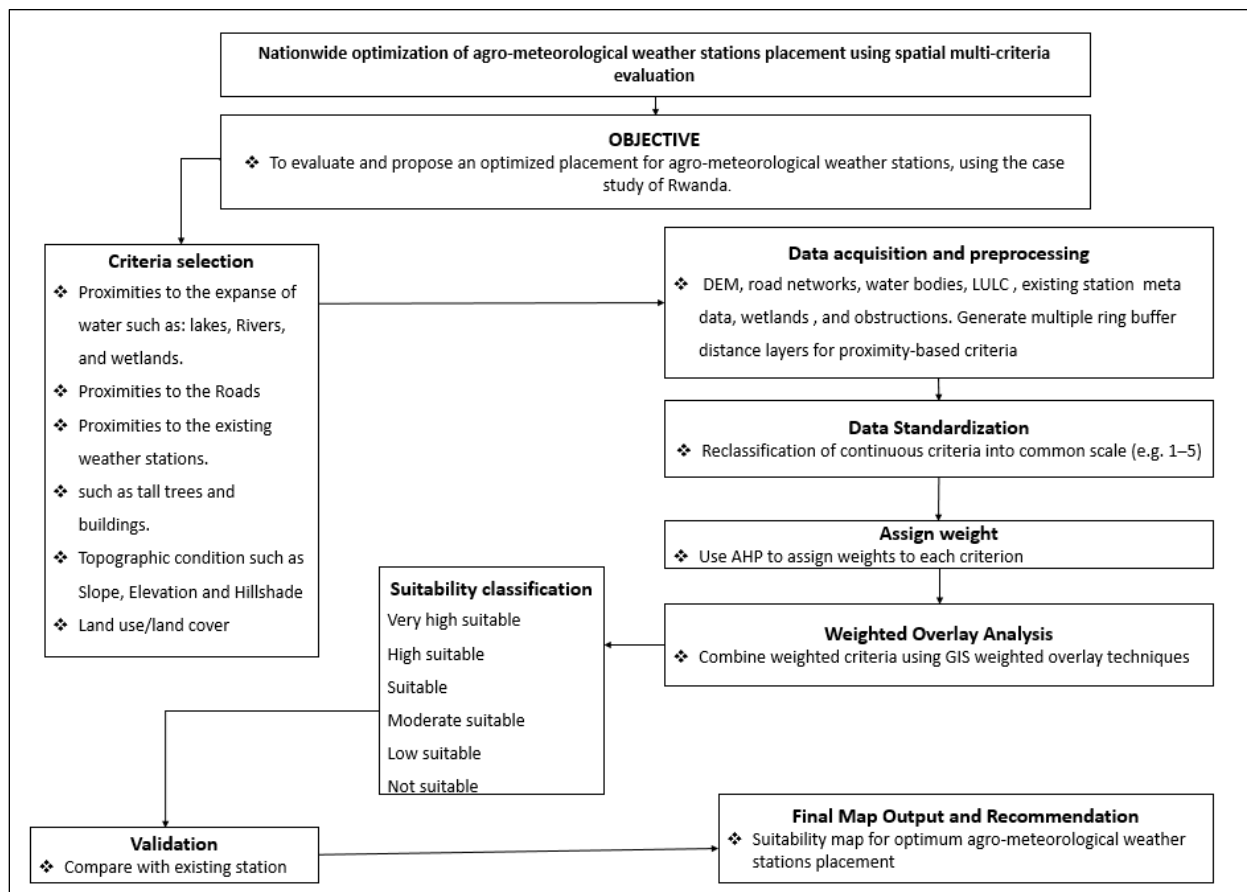 Nationwide optimization of agro-meteorological weather stations placement using spatial multi-criteria
evaluation
OBJECTIVE
❖ To evaluate and propose an optimized placement for agro-meteorological weather stations, using the case
study of Rwanda.
Criteria selection
❖ Proximities to the expanse of
water such as: lakes, Rivers,
and wetlands.
❖ Proximities to the Roads
❖ Proximities to the existing
weather stations.
❖ such as tall trees and
buildings.
❖ Topographic condition such as
Slope, Elevation and Hillshade
❖ Land use/land cover
Data acquisition and preprocessing
❖ DEM, road networks, water bodies, LULC , existing station meta
data, wetlands , and obstructions. Generate multiple ring buffer
distance layers for proximity-based criteria
Data Standardization
❖ Reclassification of continuous criteria into common scale (e.g. 1–5)
Assign weight
❖ Use AHP to assign weights to each criterion
Weighted Overlay Analysis
❖ Combine weighted criteria using GIS weighted overlay techniques
Suitability classification
Very high suitable
High suitable
Suitable
Moderate suitable
Low suitable
Not suitable
Validation
❖ Compare with existing station
Final Map Output and Recommendation
❖ Suitability map for optimum agro-meteorological weather
stations placement